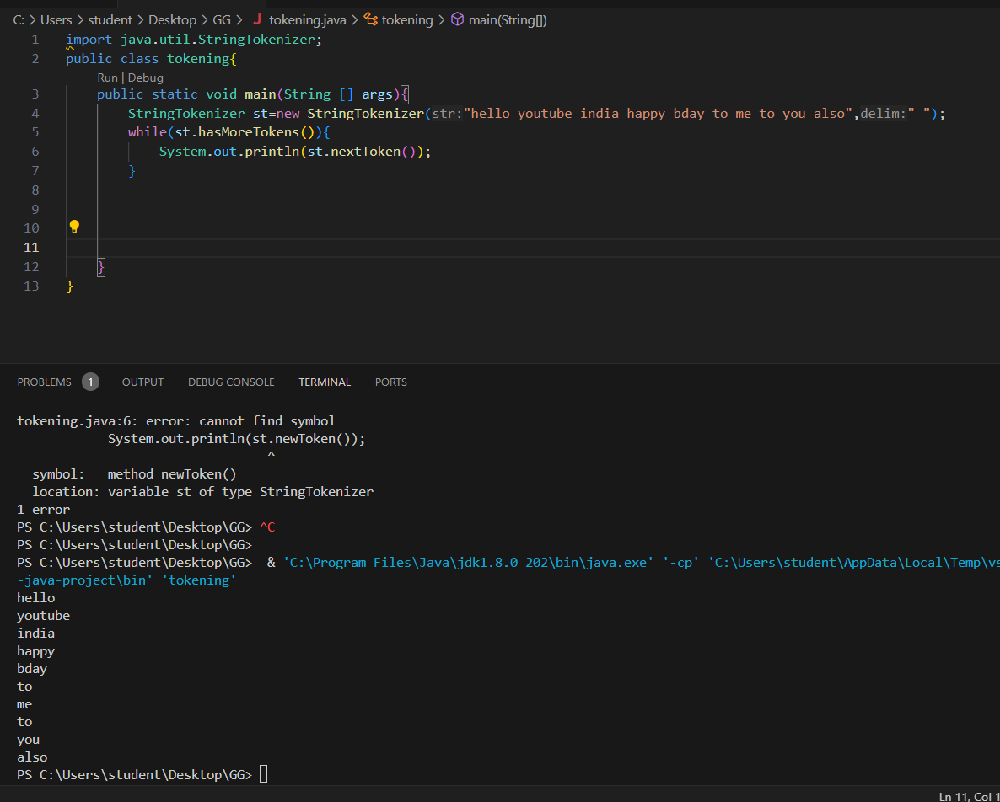 C: > Users > student > Desktop > GG > J tokening.java > tokening > main(String[])
1 import java.util.StringTokenizer;
2 public class tokening{
Run | Debug
3 public static void main(String [] args){
4 StringTokenizer st=new StringTokenizer(str:"hello youtube india happy bday to me to you also",delim:" ");
5 while(st.hasMoreTokens()){
6 System.out.println(st.nextToken());
7 }
8
9
10
11
12 }
13 }
PROBLEMS 1 OUTPUT DEBUG CONSOLE TERMINAL PORTS
tokening.java:6: error: cannot find symbol
System.out.println(st.newToken());
^
symbol: method newToken()
location: variable st of type StringTokenizer
1 error
PS C:\Users\student\Desktop\GG> ^C
PS C:\Users\student\Desktop\GG>
PS C:\Users\student\Desktop\GG> & 'C:\Program Files\Java\jdk1.8.0_202\bin\java.exe' '-cp' 'C:\Users\student\AppData\Local\Temp\vs
-java-project\bin' 'tokening'
hello
youtube
india
happy
bday
to
me
to
you
also
PS C:\Users\student\Desktop\GG>
Ln 11, Col 1